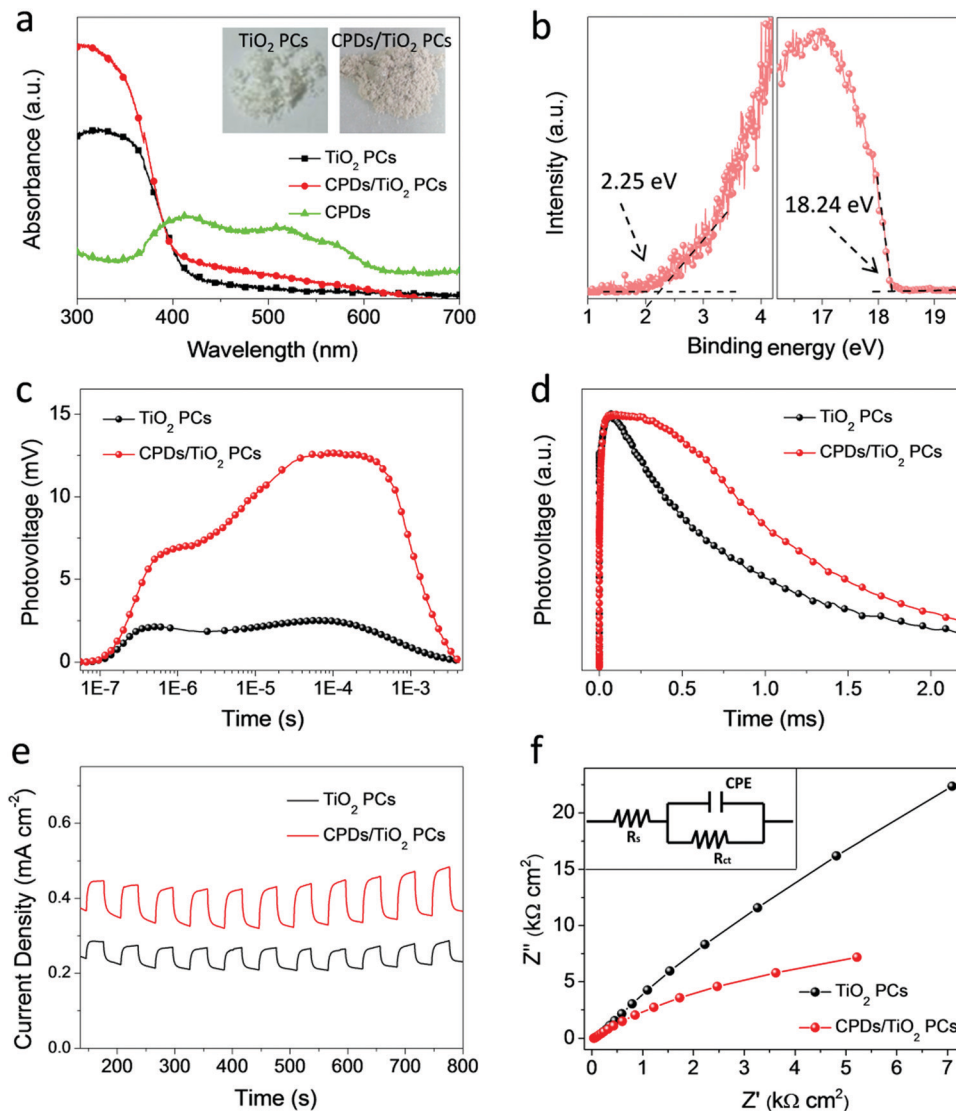 a
TiO2 PCs
CPDs/TiO2 PCs
TiO2 PCs
CPDs/TiO2 PCs
CPDs
Absorbance (a.u.)
300 400 500 600 700
Wavelength (nm)
b
2.25 eV
18.24 eV
Intensity (a.u.)
1 2 3 4 17 18 19
Binding energy (eV)
c
TiO2 PCs
CPDs/TiO2 PCs
15
10
5
0
Photovoltage (mV)
1E-7 1E-6 1E-5 1E-4 1E-3
Time (s)
d
TiO2 PCs
CPDs/TiO2 PCs
Photovoltage (a.u.)
0.0 0.5 1.0 1.5 2.0
Time (ms)
e
TiO2 PCs
CPDs/TiO2 PCs
0.6
0.4
0.2
0.0
Current Density (mA cm-2)
200 300 400 500 600 700 800
Time (s)
f
CPE
Rs
Rct
20
15
10
5
0
Z'' (kΩ cm2)
TiO2 PCs
CPDs/TiO2 PCs
0 1 2 3 4 5 6 7
Z' (kΩ cm2)